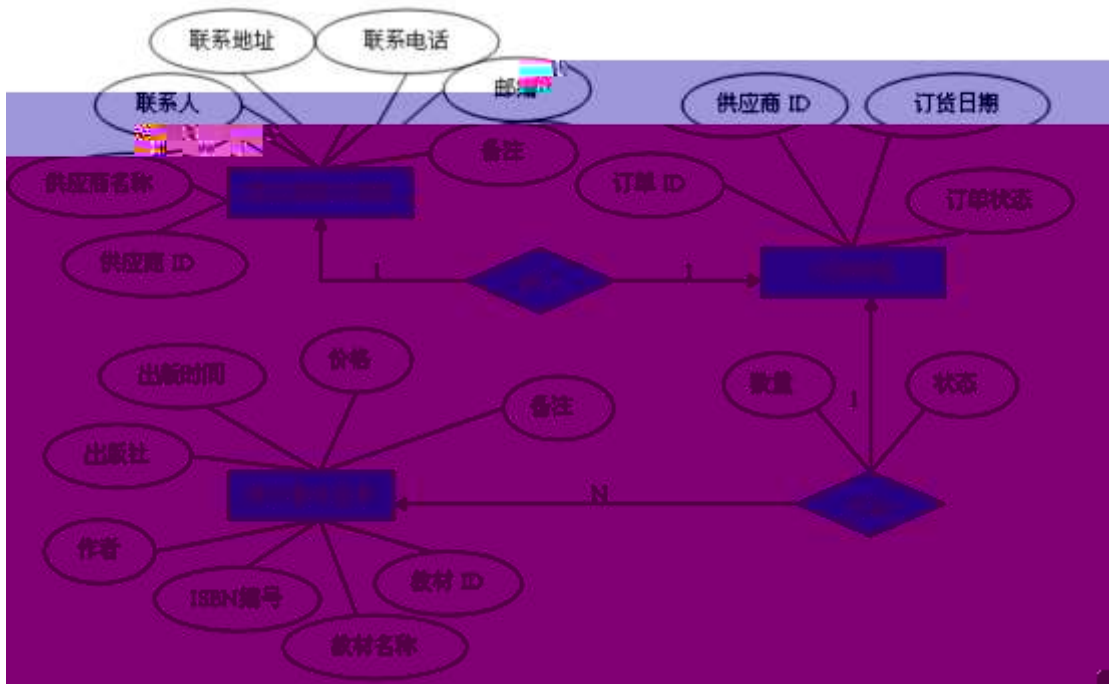 联系地址
联系电话
联系人
邮编
供应商 ID
订货日期
备注
供应商名称
订单 ID
订单状态
供应商 ID
1
1
出版时间
价格
数量
状态
备注
1
出版社
N
作者
教材 ID
ISBN编号
教材名称